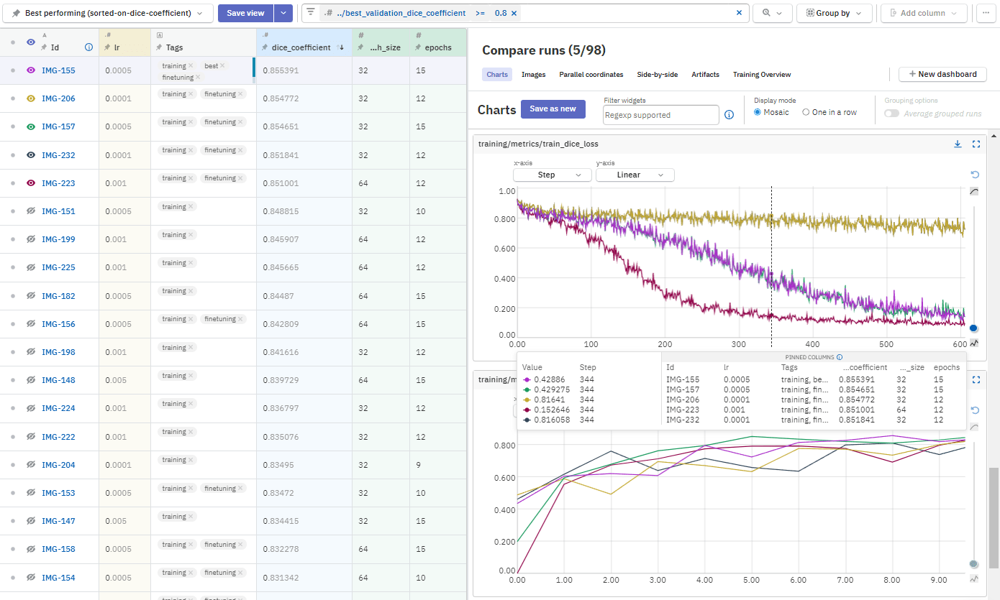 Best performing (sorted-on-dice-coefficient)
Save view
.# ../best_validation_dice_coefficient >= 0.8 ×
Group by
Add column
Id
.# lr
A Tags
.# dice_coefficient
# ...h_size
# epochs
IMG-155 0.0005 training × best × finetuning × 0.855391 32 15
IMG-206 0.0001 training × finetuning × 0.854772 32 12
IMG-157 0.0005 training × finetuning × 0.854651 32 15
IMG-232 0.0001 training × finetuning × 0.851841 32 12
IMG-223 0.001 training × finetuning × 0.851001 64 12
IMG-151 0.0005 training × 0.848815 32 10
IMG-199 0.001 training × 0.845907 64 12
IMG-225 0.001 training × 0.845665 64 12
IMG-182 0.0005 training × 0.84487 64 15
IMG-156 0.0005 training × finetuning × 0.842809 64 15
IMG-198 0.001 training × 0.841616 32 12
IMG-148 0.005 training × 0.839729 64 15
IMG-224 0.001 training × 0.836797 32 12
IMG-222 0.001 training × 0.835076 32 12
IMG-204 0.0001 training × 0.83495 32 9
IMG-153 0.0005 training × finetuning × 0.83472 32 10
IMG-147 0.005 training × 0.834415 32 15
IMG-158 0.0005 training × finetuning × 0.832278 64 15
IMG-154 0.0005 training × finetuning × 0.831342 64 10
Compare runs (5/98)
Charts Images Parallel coordinates Side-by-side Artifacts Training Overview
+ New dashboard
Charts
Save as new
Filter widgets
Regexp supported
Display mode
Mosaic One in a row
Grouping options
Average grouped runs
training/metrics/train_dice_loss
x-axis y-axis
Step Linear
1.00
0.800
0.600
0.400
0.200
0.00
0.00 100 200 300 400 500 600
training/m
PINNED COLUMNS
Value Step Id lr Tags ...coefficient ..._size epochs
0.42886 344 IMG-155 0.0005 training, be... 0.855391 32 15
0.429275 344 IMG-157 0.0005 training, fin... 0.854651 32 15
0.81641 344 IMG-206 0.0001 training, fin... 0.854772 32 12
0.152646 344 IMG-223 0.001 training, fin... 0.851001 64 12
0.816058 344 IMG-232 0.0001 training, fin... 0.851841 32 12
0.800
0.600
0.400
0.200
0.00
0.00 1.00 2.00 3.00 4.00 5.00 6.00 7.00 8.00 9.00